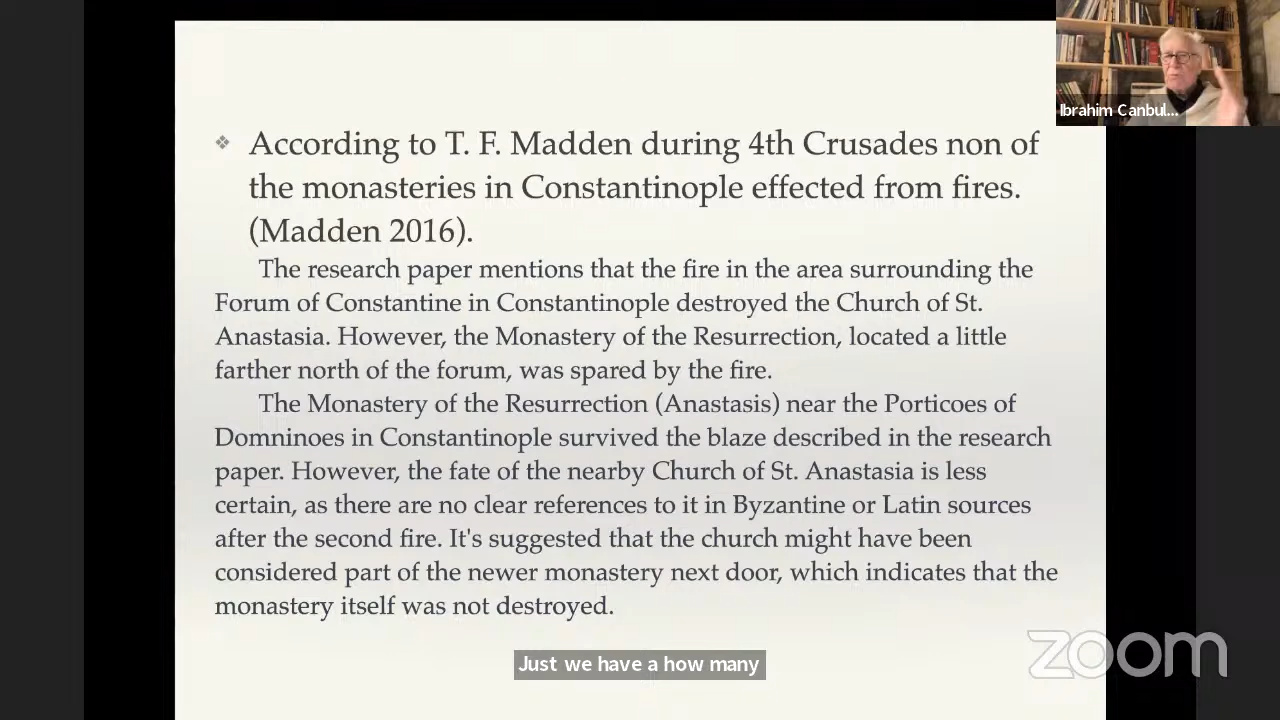 Ibrahim Canbul...
❖ According to T. F. Madden during 4th Crusades non of
the monasteries in Constantinople effected from fires.
(Madden 2016).
The research paper mentions that the fire in the area surrounding the
Forum of Constantine in Constantinople destroyed the Church of St.
Anastasia. However, the Monastery of the Resurrection, located a little
farther north of the forum, was spared by the fire.
The Monastery of the Resurrection (Anastasis) near the Porticoes of
Domninoes in Constantinople survived the blaze described in the research
paper. However, the fate of the nearby Church of St. Anastasia is less
certain, as there are no clear references to it in Byzantine or Latin sources
after the second fire. It's suggested that the church might have been
considered part of the newer monastery next door, which indicates that the
monastery itself was not destroyed.
Just we have a how many
zoom